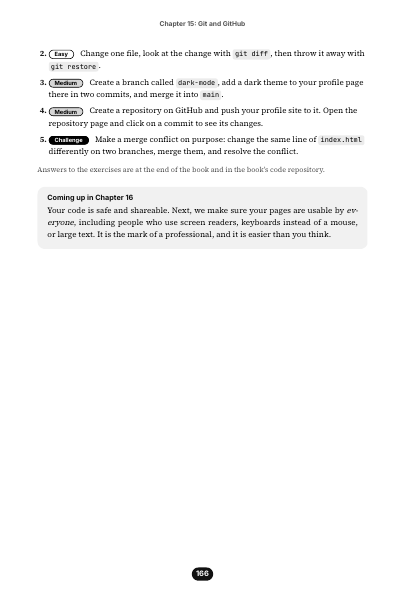 Chapter 15: Git and GitHub
2. Easy Change one file, look at the change with git diff, then throw it away with
git restore.
3. Medium Create a branch called dark-mode, add a dark theme to your profile page
there in two commits, and merge it into main.
4. Medium Create a repository on GitHub and push your profile site to it. Open the
repository page and click on a commit to see its changes.
5. Challenge Make a merge conflict on purpose: change the same line of index.html
differently on two branches, merge them, and resolve the conflict.
Answers to the exercises are at the end of the book and in the book's code repository.
Coming up in Chapter 16
Your code is safe and shareable. Next, we make sure your pages are usable by ev-
eryone, including people who use screen readers, keyboards instead of a mouse,
or large text. It is the mark of a professional, and it is easier than you think.
166